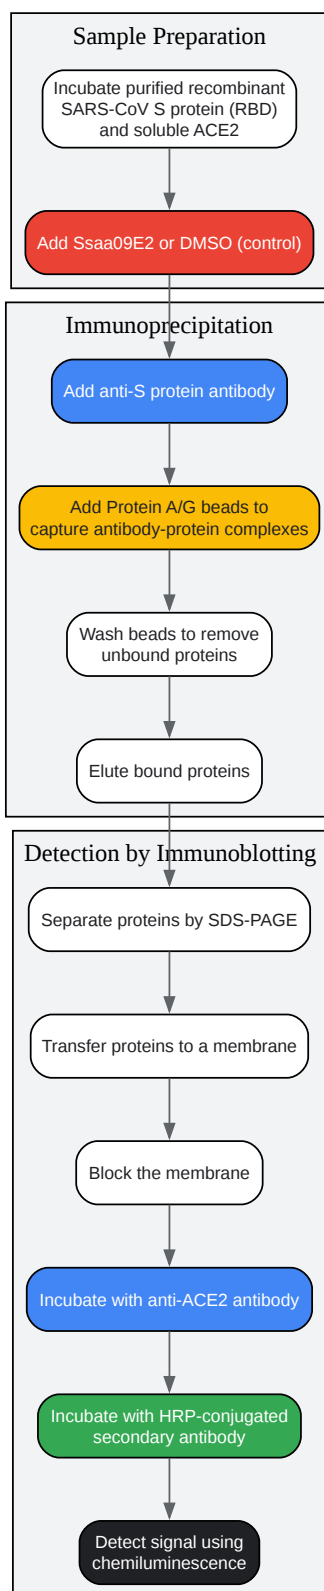 Sample Preparation
Incubate purified recombinant
SARS-CoV S protein (RBD)
and soluble ACE2
Add Ssaa09E2 or DMSO (control)
Immunoprecipitation
Add anti-S protein antibody
Add Protein A/G beads to
capture antibody-protein complexes
Wash beads to remove
unbound proteins
Elute bound proteins
Detection by Immunoblotting
Separate proteins by SDS-PAGE
Transfer proteins to a membrane
Block the membrane
Incubate with anti-ACE2 antibody
Incubate with HRP-conjugated
secondary antibody
Detect signal using
chemiluminescence